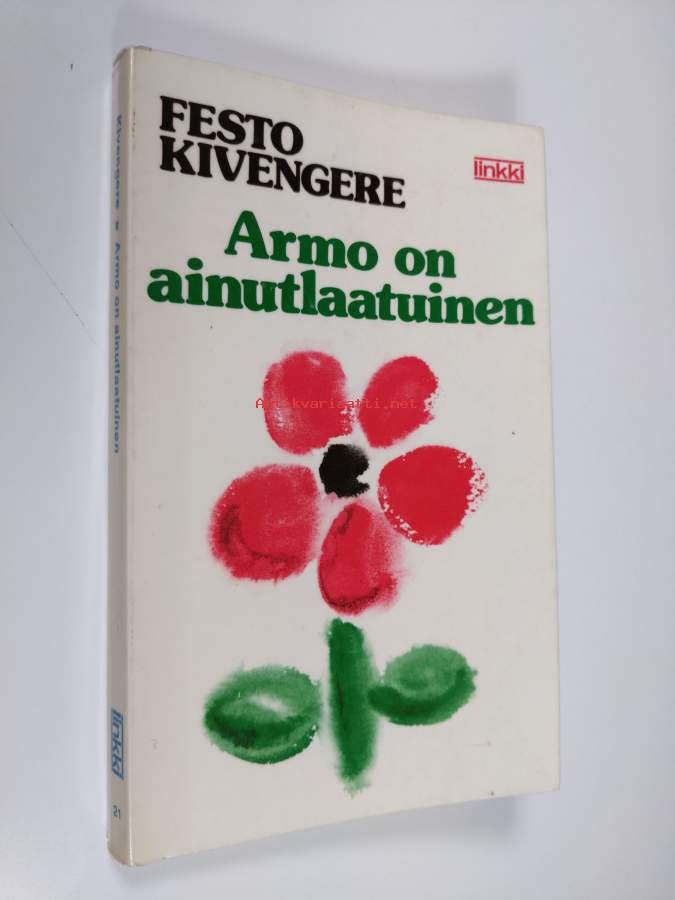 FESTO
KIVENGERE
linkki
Armo on
ainutlaatuinen
Antikvariaatti.net
Kivengere • Armo on ainutlaatuinen
linkki
21